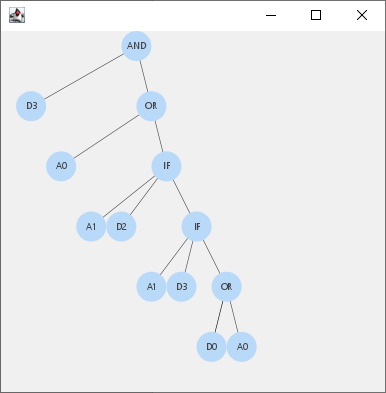 AND
D3 OR
A0 IF
A1 D2 IF
A1 D3 OR
D0 A0